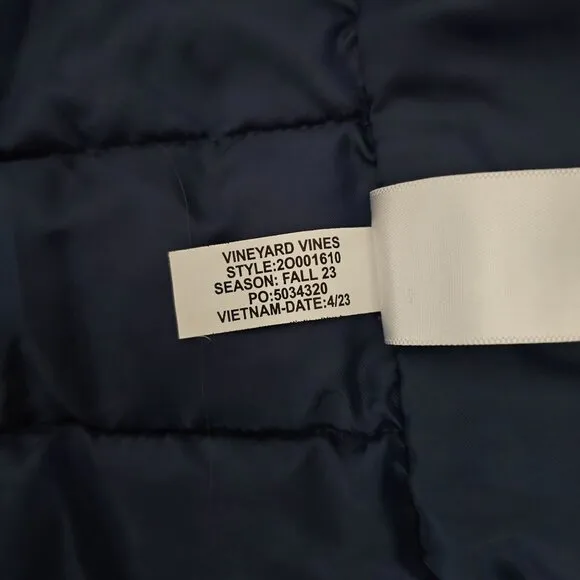 VINEYARD VINES
STYLE:2O001610
SEASON: FALL 23
PO:5034320
VIETNAM-DATE:4/23